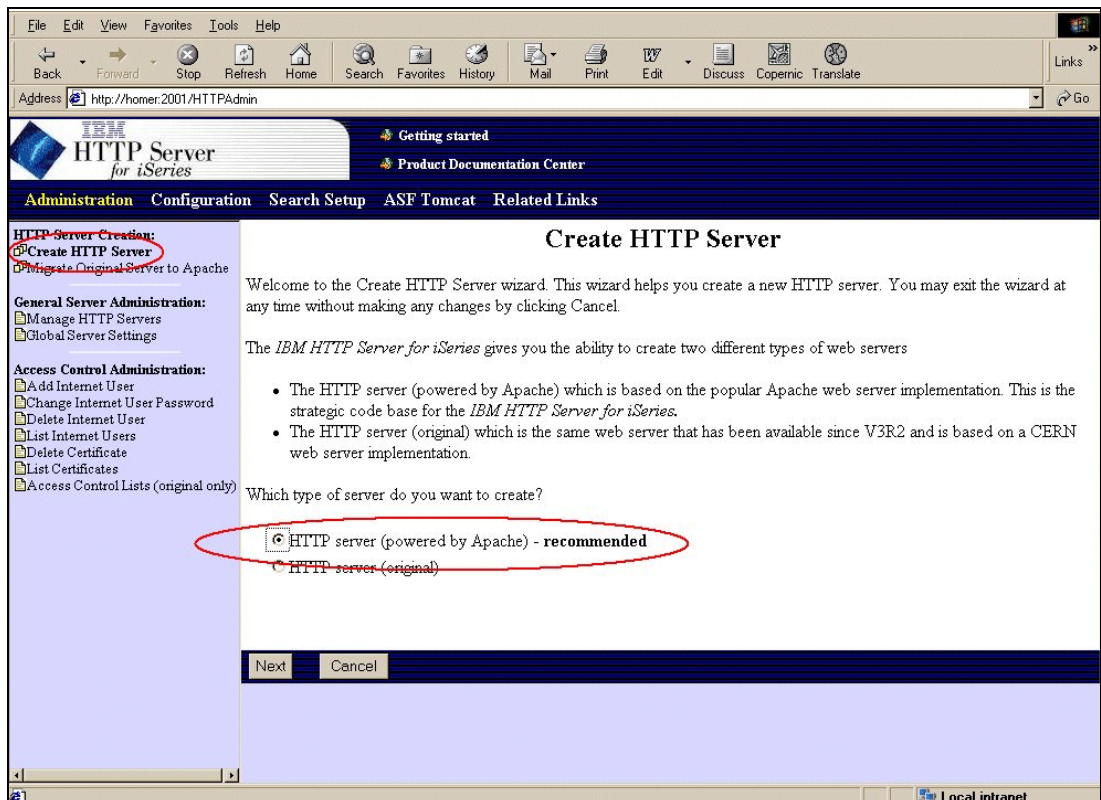 File Edit View Favorites Tools Help
Back Forward Stop Refresh Home Search Favorites History Mail Print Edit Discuss Copernic Translate
Links
Address http://homer:2001/HTTPAdmin Go
IBM
HTTP Server
for iSeries
Getting started
Product Documentation Center
Administration Configuration Search Setup ASF Tomcat Related Links
HTTP Server Creation:
Create HTTP Server
Migrate Original Server to Apache
General Server Administration:
Manage HTTP Servers
Global Server Settings
Access Control Administration:
Add Internet User
Change Internet User Password
Delete Internet User
List Internet Users
Delete Certificate
List Certificates
Access Control Lists (original only)
Create HTTP Server
Welcome to the Create HTTP Server wizard. This wizard helps you create a new HTTP server. You may exit the wizard at
any time without making any changes by clicking Cancel.
The IBM HTTP Server for iSeries gives you the ability to create two different types of web servers
• The HTTP server (powered by Apache) which is based on the popular Apache web server implementation. This is the
strategic code base for the IBM HTTP Server for iSeries.
• The HTTP server (original) which is the same web server that has been available since V3R2 and is based on a CERN
web server implementation.
Which type of server do you want to create?
HTTP server (powered by Apache) - recommended
HTTP server (original)
Next Cancel
Local intranet